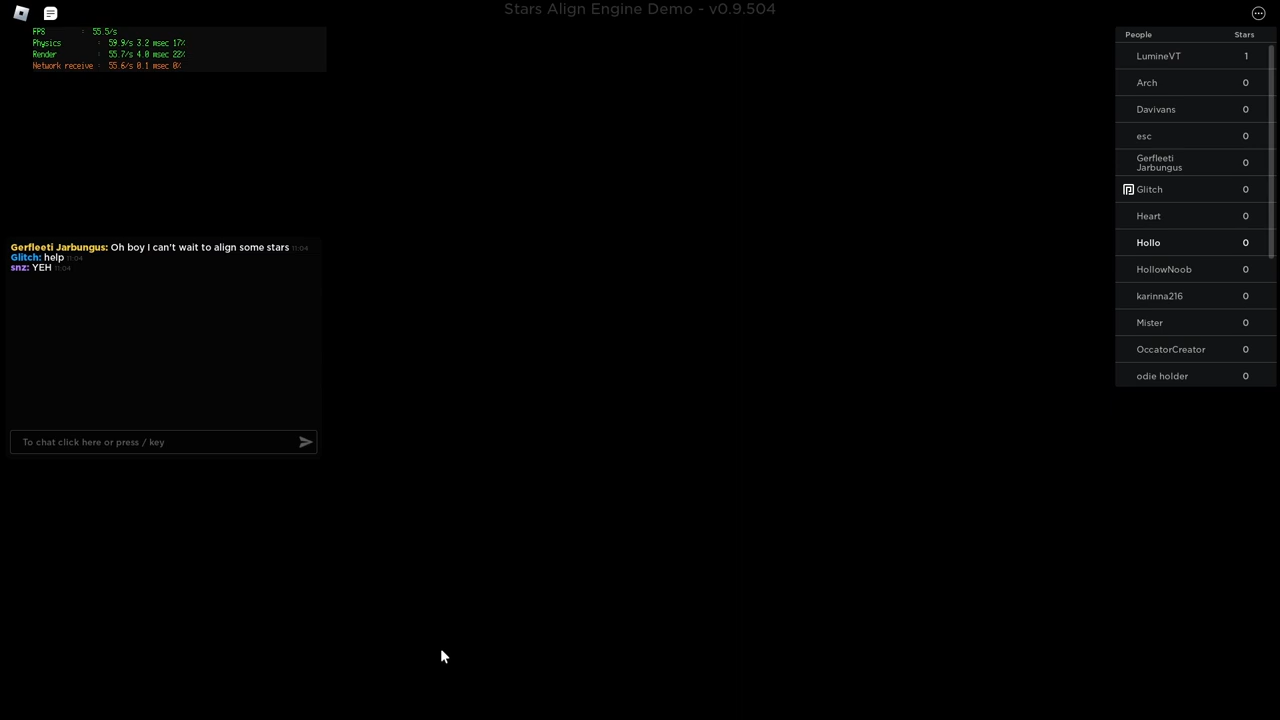 Stars Align Engine Demo - v0.9.504
FPS : 55.5/s
Physics : 59.9/s 3.2 msec 17%
Render : 55.7/s 4.0 msec 22%
Network receive : 55.6/s 0.1 msec 0%
Gerfleeti Jarbungus: Oh boy I can't wait to align some stars 11:04
Glitch: help 11:04
snz: YEH 11:04
To chat click here or press / key
People Stars
LumineVT 1
Arch 0
Davivans 0
esc 0
Gerfleeti
Jarbungus 0
Glitch 0
Heart 0
Hollo 0
HollowNoob 0
karinna216 0
Mister 0
OccatorCreator 0
odie holder 0